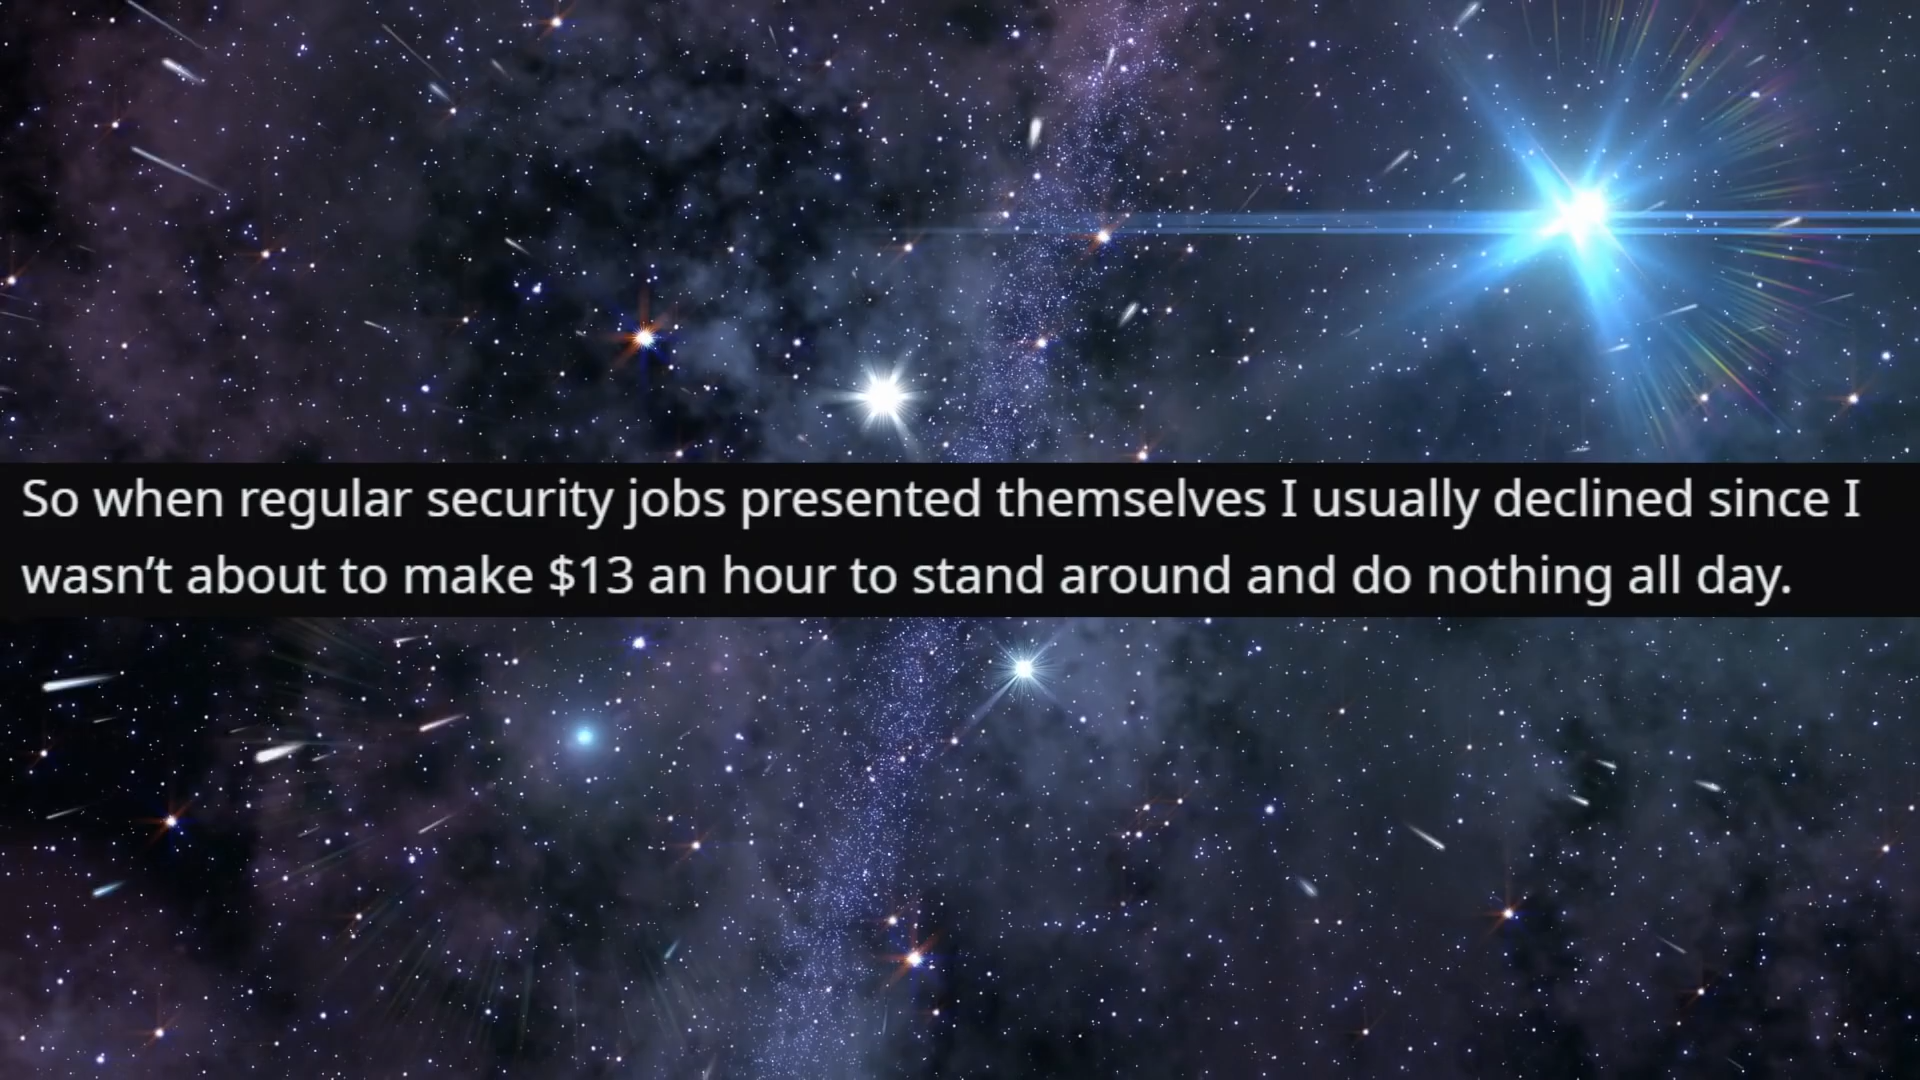 So when regular security jobs presented themselves I usually declined since I
wasn’t about to make $13 an hour to stand around and do nothing all day.